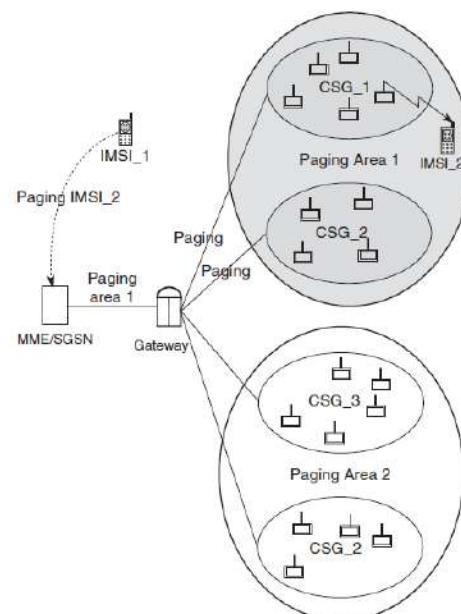 CSG_1
IMSI_1
Paging Area 1
IMSI_2
Paging IMSI_2
CSG_2
Paging
Paging
Paging
area 1
MME/SGSN
Gateway
CSG_3
Paging Area 2
CSG_2